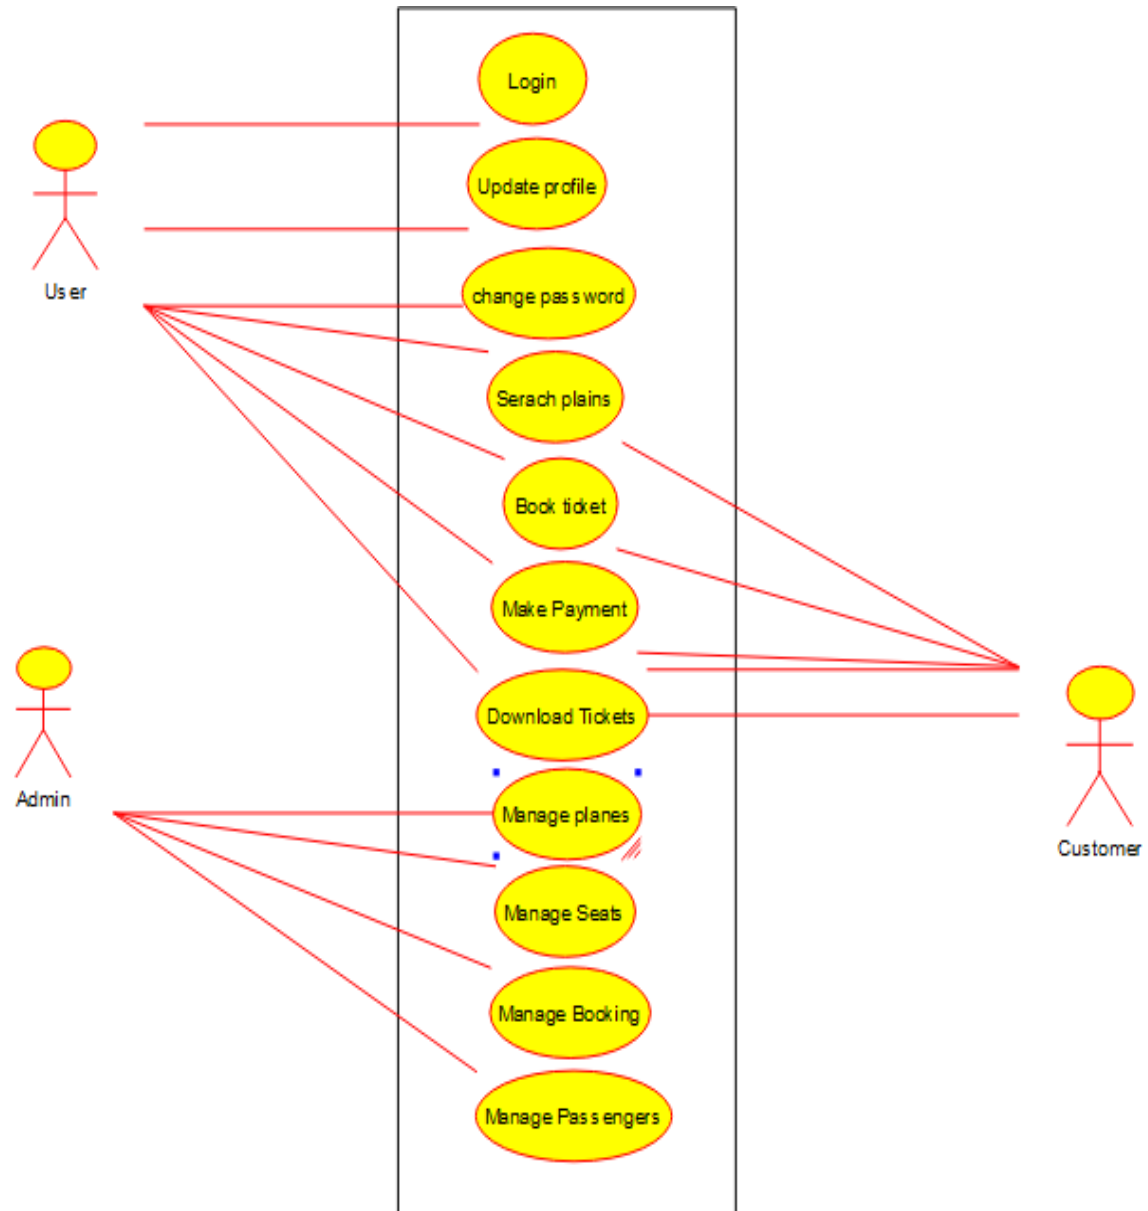 Login
Update profile
User
change password
Serach plains
Book ticket
Make Payment
Download Tickets
Admin
Manage planes
Customer
Manage Seats
Manage Booking
Manage Passengers